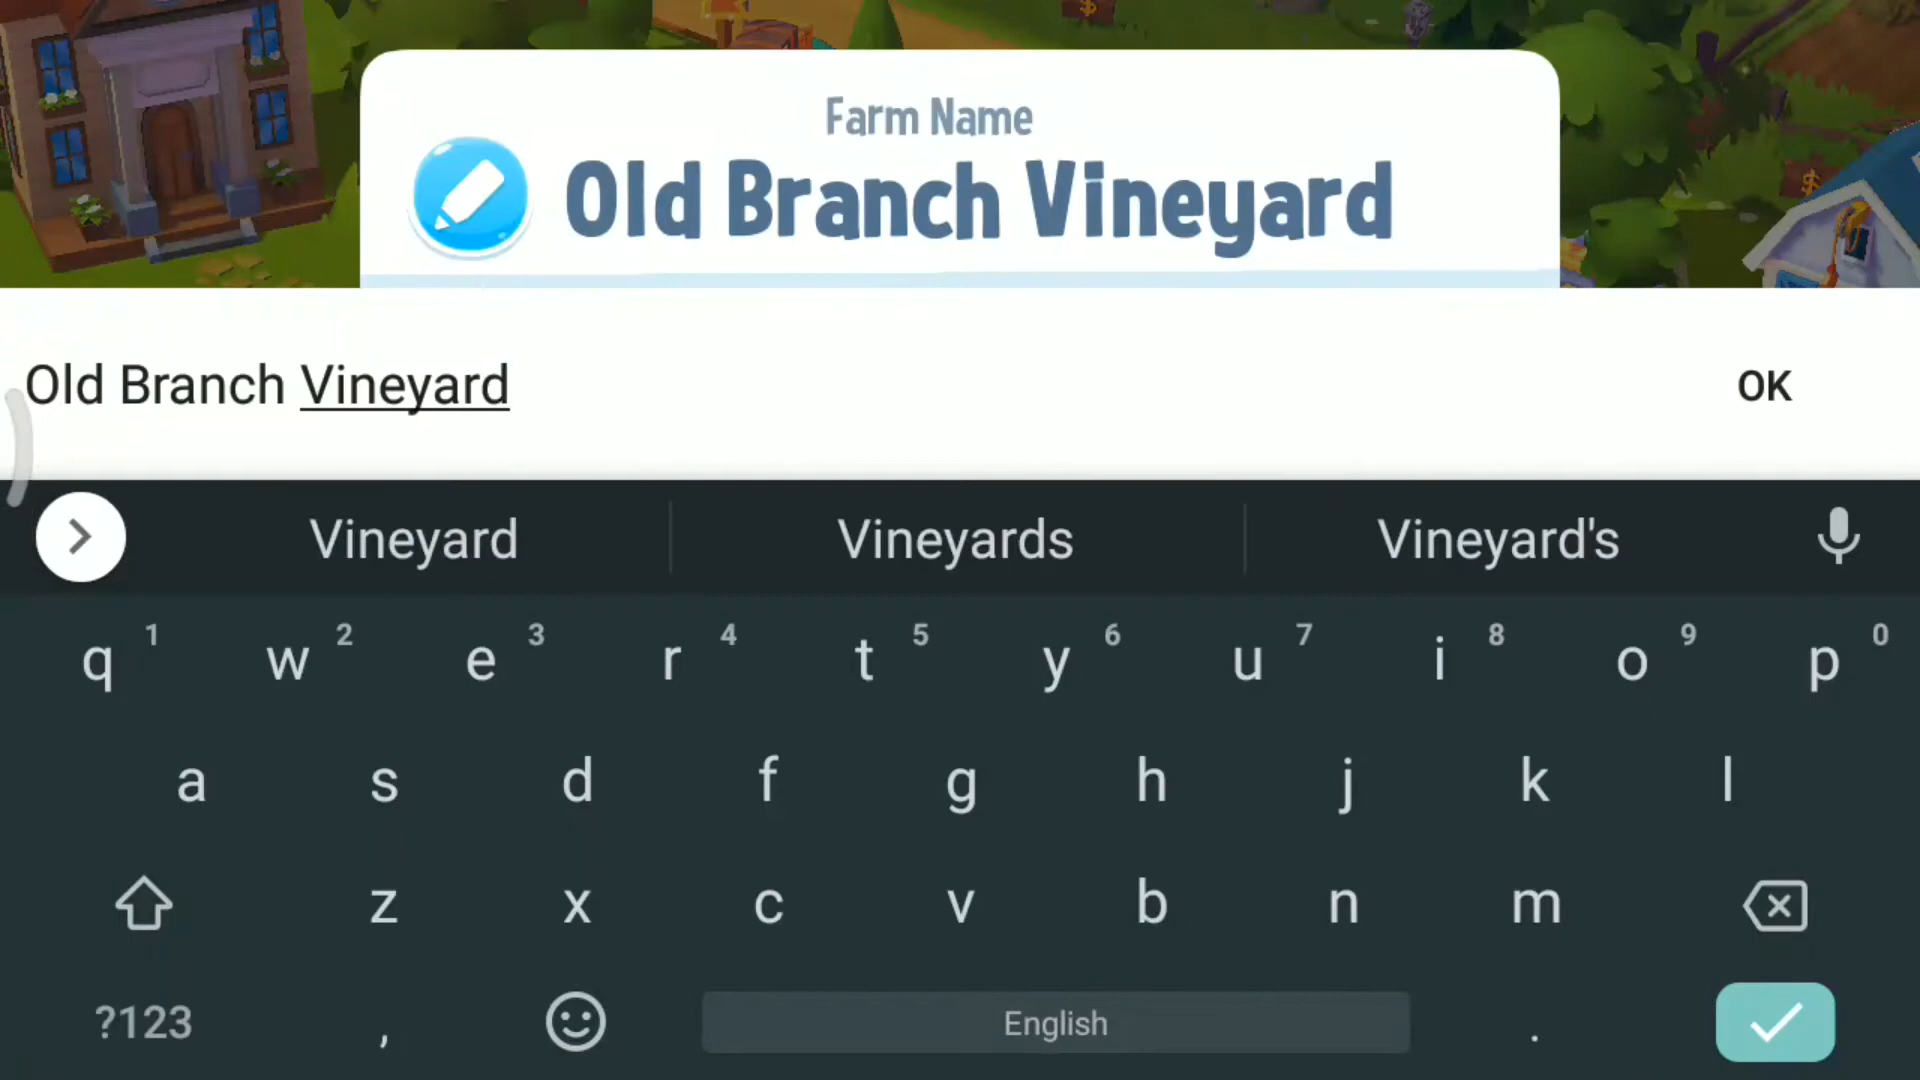 Farm Name
Old Branch Vineyard
Old Branch Vineyard OK
Vineyard Vineyards Vineyard's
q 1 w 2 e 3 r 4 t 5 y 6 u 7 i 8 o 9 p 0
a s d f g h j k l
z x c v b n m
?123 , English .